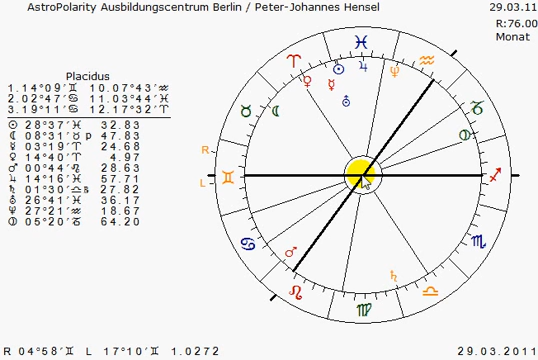 AstroPolarity Ausbildungscentrum Berlin / Peter-Johannes Hensel
29.03.11
R:76.00
Monat
Placidus
1.14°09'♊ 10.07°43'♒
2.02°47'♋ 11.03°44'♓
3.19°11'♋ 12.17°32'♈
☉ 28°37'♓ 32.83
☾ 08°31'♉ p 47.83
☿ 03°19'♈ 24.68
♀ 14°40'♈ 4.97
♂ 00°44'♌ 28.63
♃ 14°16'♓ 57.71
♄ 01°30'♎ 27.82
♅ 26°41'♓ 36.17
♆ 27°21'♒ 18.67
05°20'♑ 64.20
R
L
R 04°58'♊ L 17°10'♊ 1.0272
29.03.2011